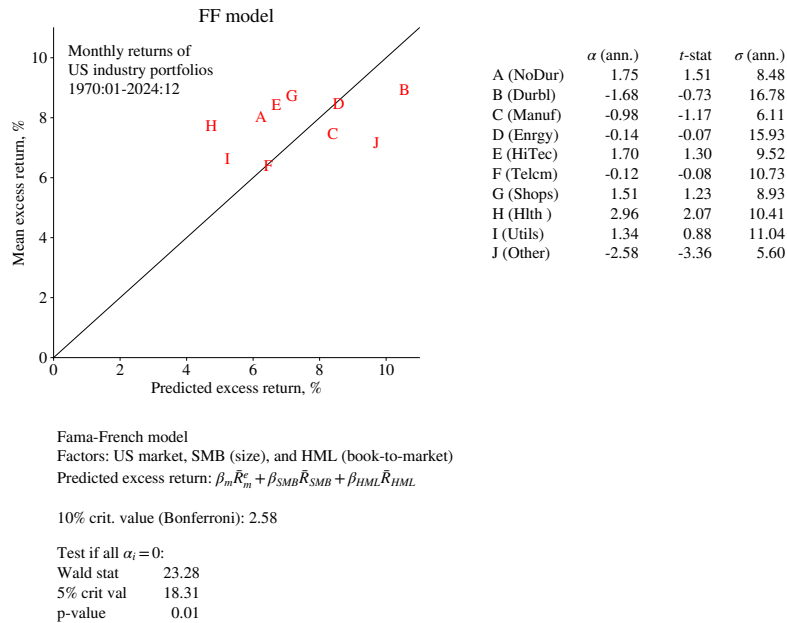 FF model
Monthly returns of
US industry portfolios
1970:01-2024:12
Mean excess return, %
10
8
6
4
2
0
A
B
C
D
E
F
G
H
I
J
0 2 4 6 8 10
Predicted excess return, %
α (ann.) t-stat σ (ann.)
A (NoDur) 1.75 1.51 8.48
B (Durbl) -1.68 -0.73 16.78
C (Manuf) -0.98 -1.17 6.11
D (Enrgy) -0.14 -0.07 15.93
E (HiTec) 1.70 1.30 9.52
F (Telcm) -0.12 -0.08 10.73
G (Shops) 1.51 1.23 8.93
H (Hlth ) 2.96 2.07 10.41
I (Utils) 1.34 0.88 11.04
J (Other) -2.58 -3.36 5.60
Fama-French model
Factors: US market, SMB (size), and HML (book-to-market)
Predicted excess return: β_m R̄_m^e + β_SMB R̄_SMB + β_HML R̄_HML
10% crit. value (Bonferroni): 2.58
Test if all α_i = 0:
Wald stat 23.28
5% crit val 18.31
p-value 0.01